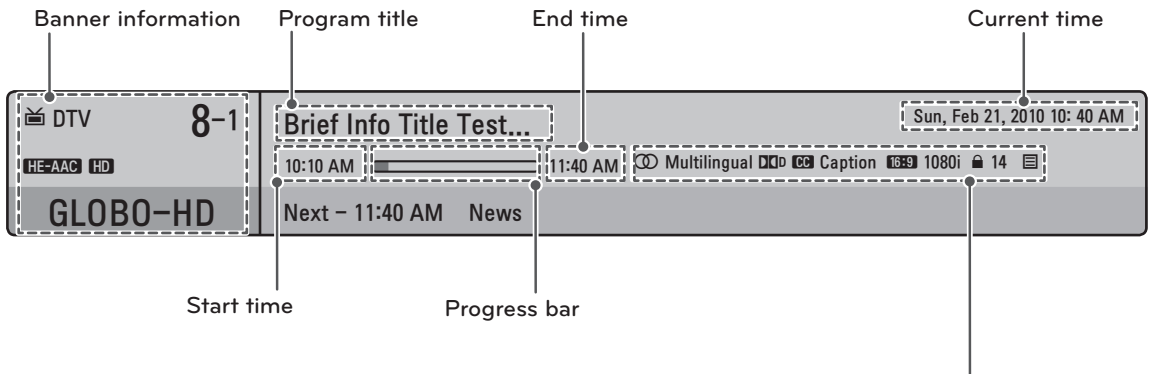 Banner information Program title End time Current time
DTV 8-1 Brief Info Title Test... Sun, Feb 21, 2010 10: 40 AM
HE-AAC HD 10:10 AM 11:40 AM Multilingual DD D CC Caption 16:9 1080i 14
GLOBO-HD Next - 11:40 AM News
Start time Progress bar